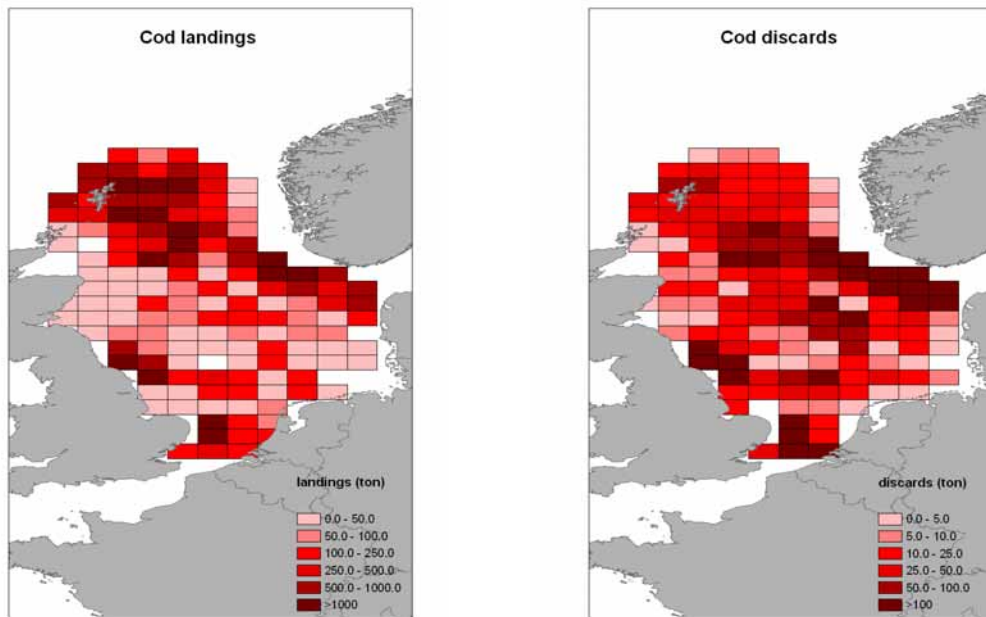 Cod landings
landings (ton)
0.0 - 50.0
50.0 - 100.0
100.0 - 250.0
250.0 - 500.0
500.0 - 1000.0
>1000
Cod discards
discards (ton)
0.0 - 5.0
5.0 - 10.0
10.0 - 25.0
25.0 - 50.0
50.0 - 100.0
>100